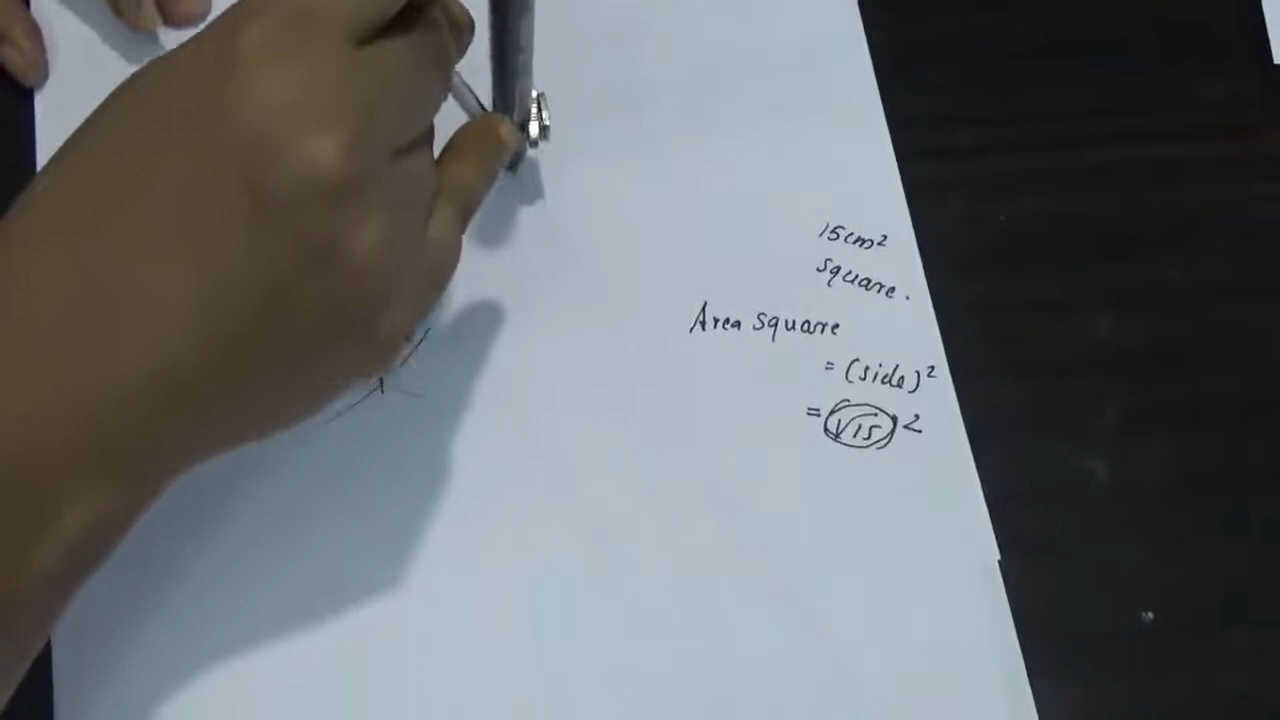 15cm²
square.
Area square
= (side)²
= (√15)²